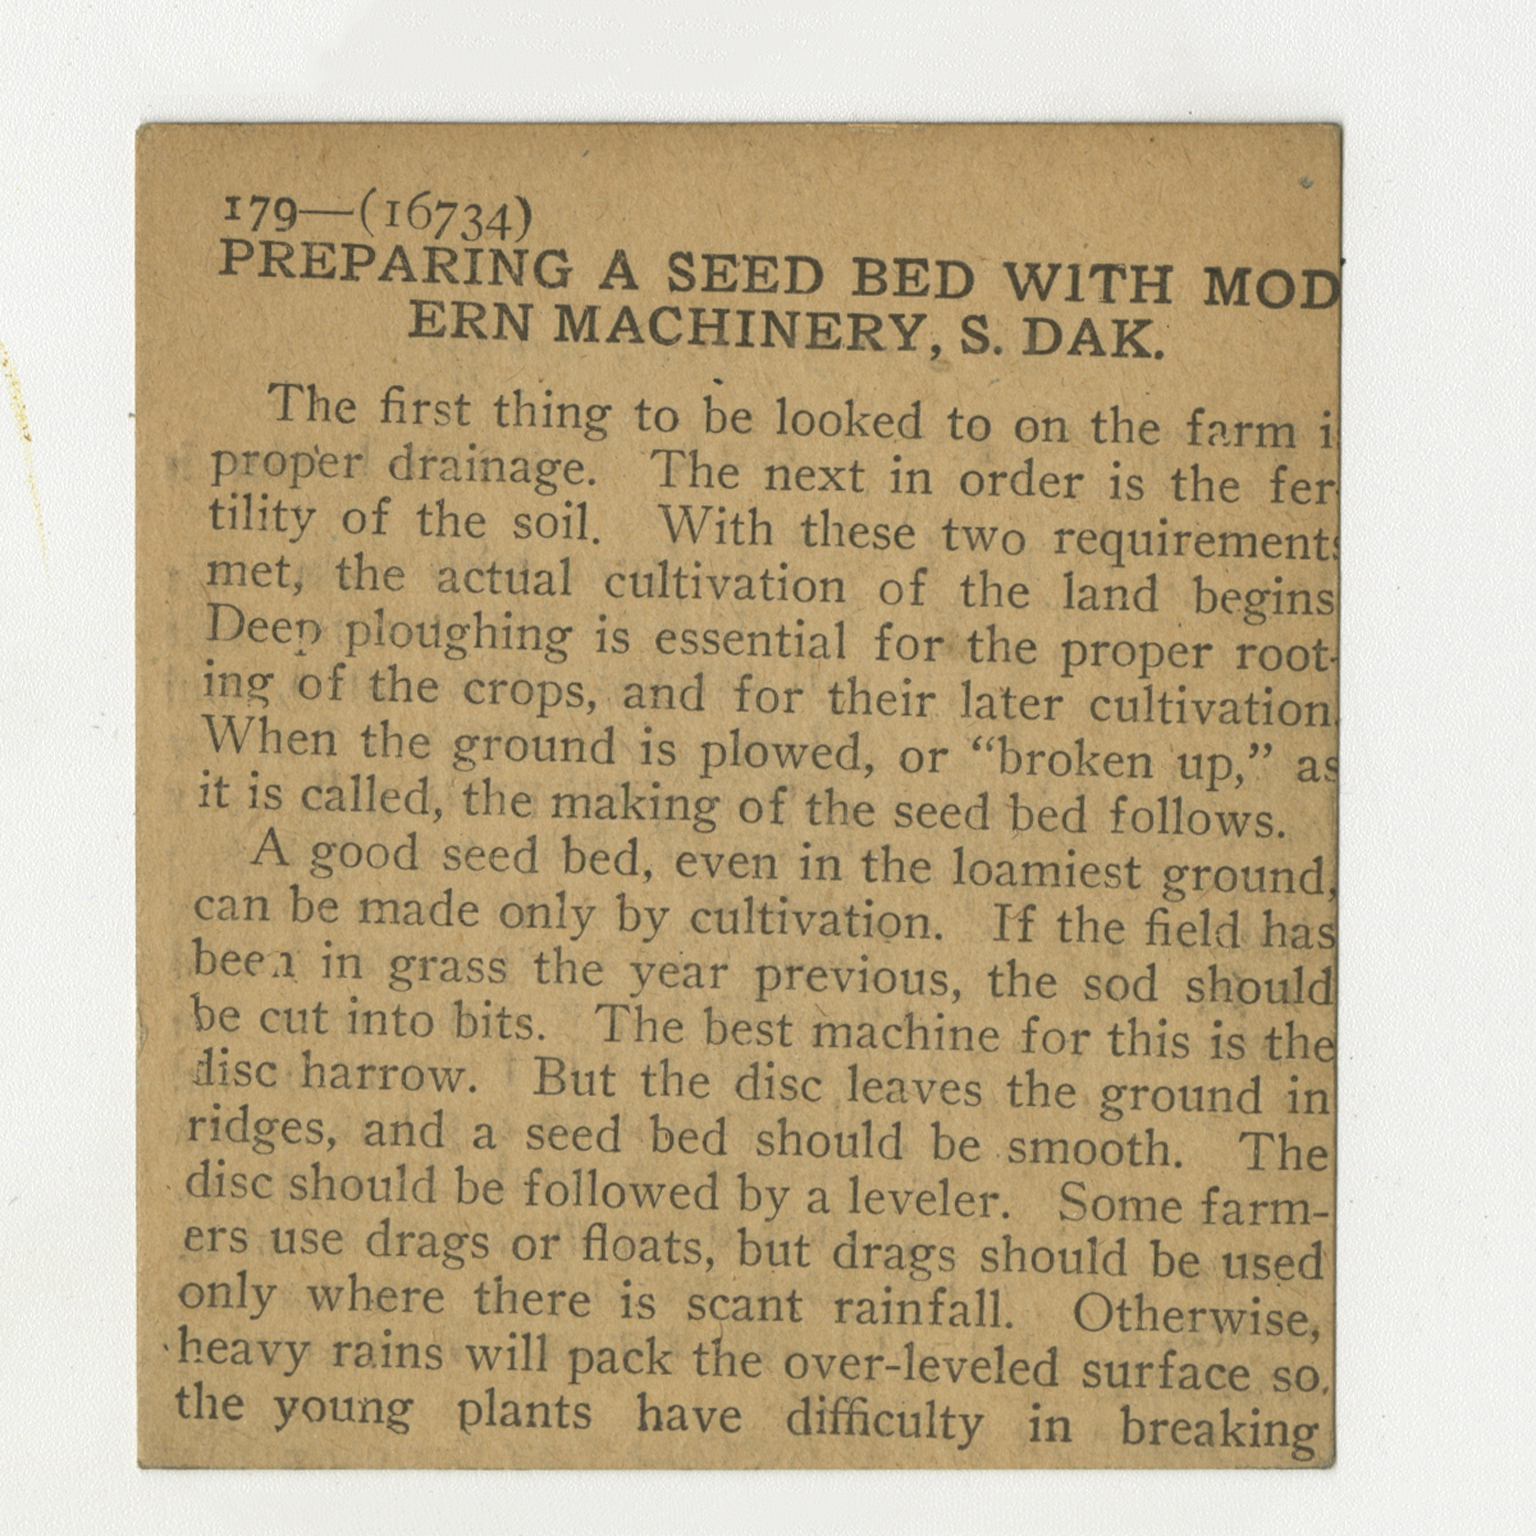 179—(16734)
PREPARING A SEED BED WITH MOD
ERN MACHINERY, S. DAK.
The first thing to be looked to on the farm i
proper drainage. The next in order is the fer-
tility of the soil. With these two requirements
met, the actual cultivation of the land begins
Deep ploughing is essential for the proper root-
ing of the crops, and for their later cultivation.
When the ground is plowed, or “broken up,” as
it is called, the making of the seed bed follows.
A good seed bed, even in the loamiest ground,
can be made only by cultivation. If the field has
been in grass the year previous, the sod should
be cut into bits. The best machine for this is the
disc harrow. But the disc leaves the ground in
ridges, and a seed bed should be smooth. The
disc should be followed by a leveler. Some farm-
ers use drags or floats, but drags should be used
only where there is scant rainfall. Otherwise,
heavy rains will pack the over-leveled surface so
the young plants have difficulty in breaking